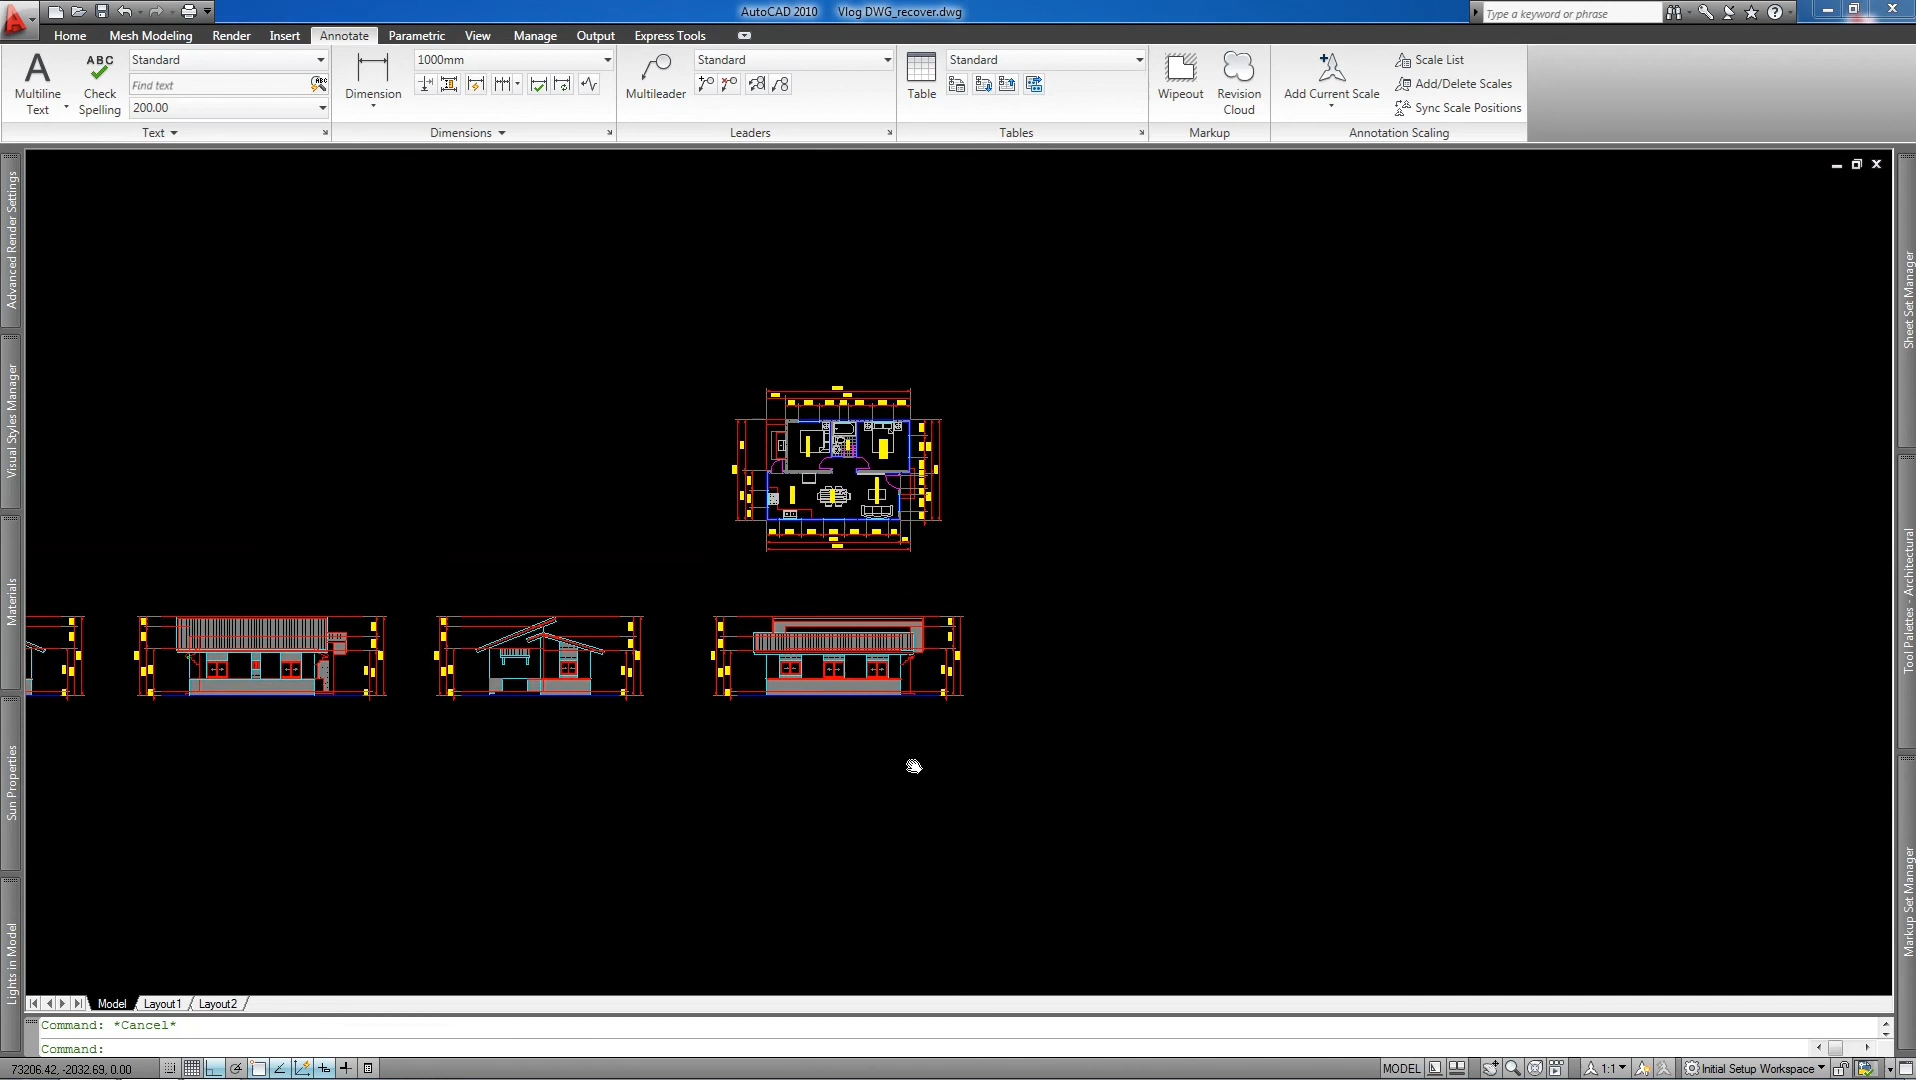 AutoCAD 2010 Vlog DWG_recover.dwg
Type a keyword or phrase
Home Mesh Modeling Render Insert Annotate Parametric View Manage Output Express Tools
Multiline Text
ABC
Check Spelling
Standard
Find text
ABC
200.00
Text
Dimension
1000mm
Dimensions
Multileader
Standard
Leaders
Table
Standard
Tables
Wipeout
Revision Cloud
Markup
Add Current Scale
Scale List
Add/Delete Scales
Sync Scale Positions
Annotation Scaling
Advanced Render Settings
Visual Styles Manager
Materials
Sun Properties
Lights in Model
Sheet Set Manager
Tool Palettes - Architectural
Markup Set Manager
Model Layout1 Layout2
Command: *Cancel*
Command:
73206.42, -2032.69, 0.00
MODEL
1:1
Initial Setup Workspace